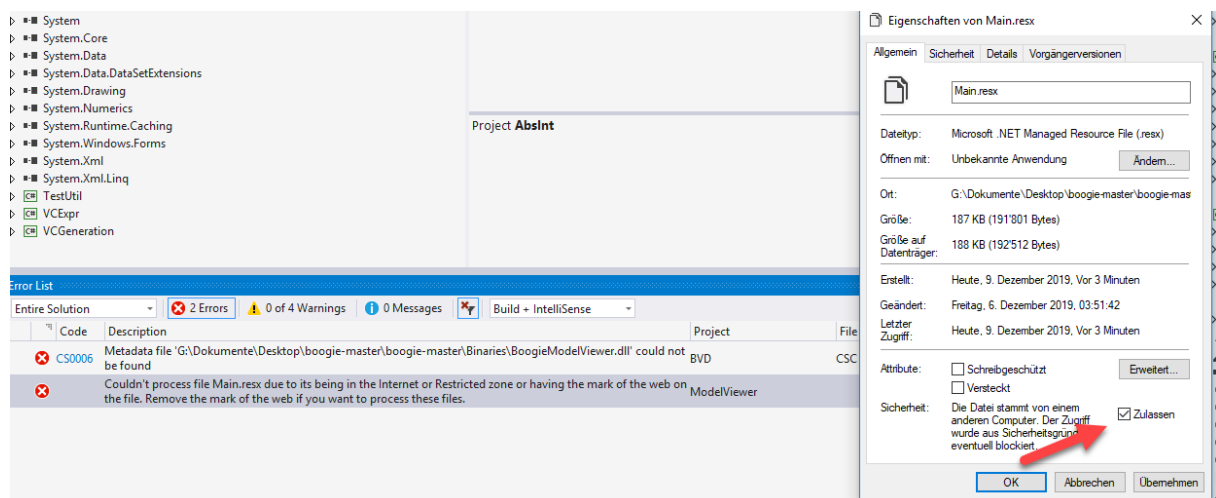 System
System.Core
System.Data
System.Data.DataSetExtensions
System.Drawing
System.Numerics
System.Runtime.Caching
System.Windows.Forms
System.Xml
System.Xml.Linq
C# TestUtil
C# VCExpr
C# VCGeneration
Project AbsInt
Error List
Entire Solution 2 Errors 0 of 4 Warnings 0 Messages Build + IntelliSense
Code Description Project File
CS0006 Metadata file 'G:\Dokumente\Desktop\boogie-master\boogie-master\Binaries\BoogieModelViewer.dll' could not BVD CSC
be found
Couldn't process file Main.resx due to its being in the Internet or Restricted zone or having the mark of the web on ModelViewer
the file. Remove the mark of the web if you want to process these files.
Eigenschaften von Main.resx
Allgemein Sicherheit Details Vorgängerversionen
Main.resx
Dateityp: Microsoft .NET Managed Resource File (.resx)
Öffnen mit: Unbekannte Anwendung Ändern...
Ort: G:\Dokumente\Desktop\boogie-master\boogie-mas
Größe: 187 KB (191'801 Bytes)
Größe auf
Datenträger: 188 KB (192'512 Bytes)
Erstellt: Heute, 9. Dezember 2019, Vor 3 Minuten
Geändert: Freitag, 6. Dezember 2019, 03:51:42
Letzter
Zugriff: Heute, 9. Dezember 2019, Vor 3 Minuten
Attribute: Schreibgeschützt Erweitert...
Versteckt
Sicherheit: Die Datei stammt von einem
anderen Computer. Der Zugriff Zulassen
wurde aus Sicherheitsgründ
eventuell blockiert.
OK Abbrechen Übernehmen